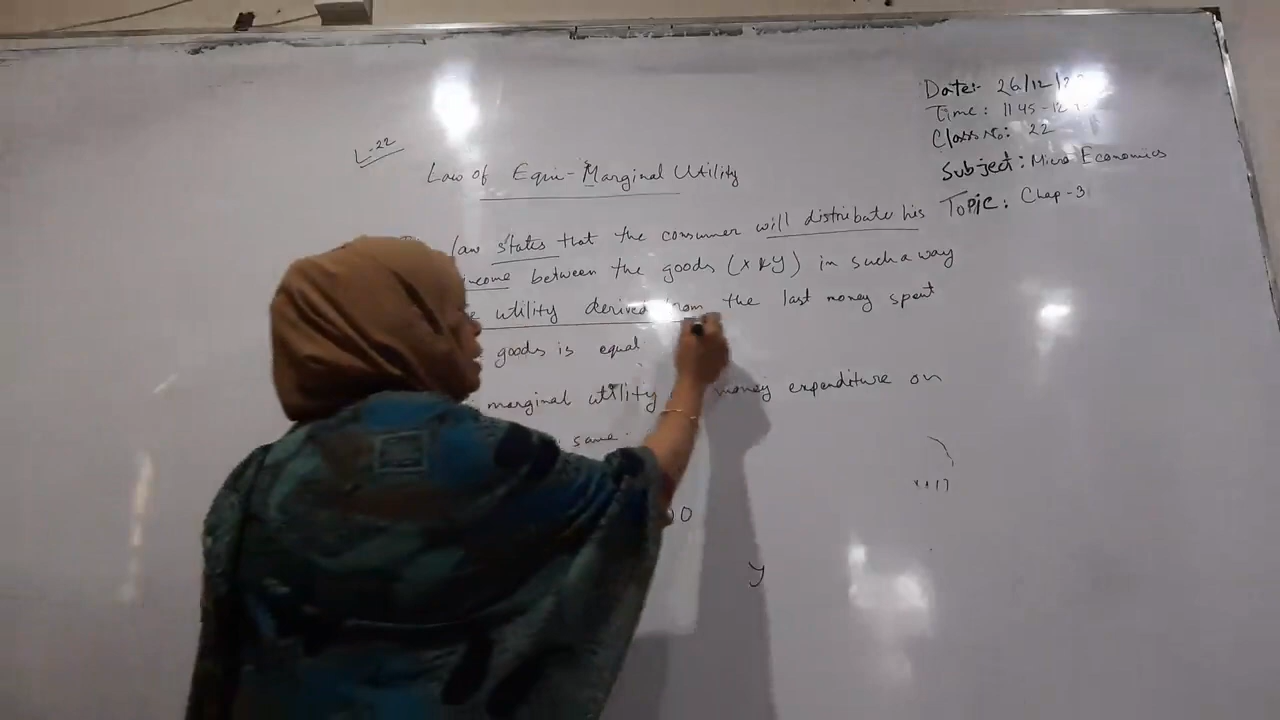 Date:- 26/12/
Time: 11 45 -
Class No: 22
Subject: Micro Economics
Topic: Chap-3
L-22
Law of Equi-Marginal Utility
law states that the consumer will distribute his
income between the goods (X & Y) in such a way
utility derived from the last money spent
goods is equal
marginal utility money expenditure on
same
0
y